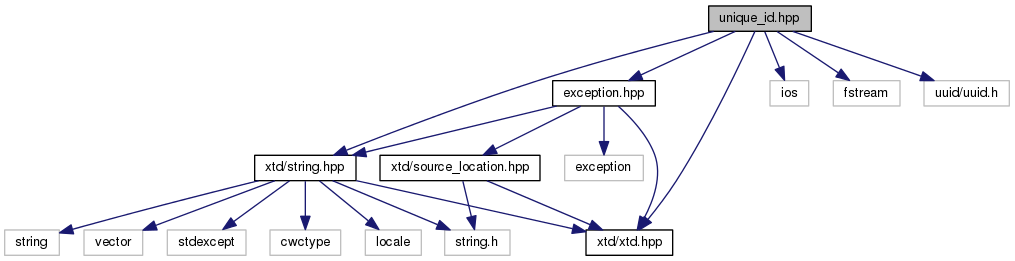 unique_id.hpp
exception.hpp
ios
fstream
uuid/uuid.h
xtd/string.hpp
xtd/source_location.hpp
exception
string
vector
stdexcept
cwctype
locale
string.h
xtd/xtd.hpp